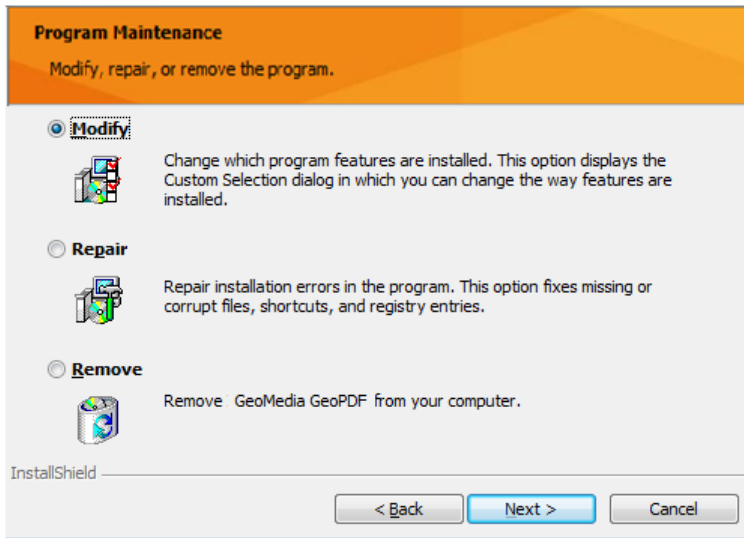 Program Maintenance
Modify, repair, or remove the program.
Modify
Change which program features are installed. This option displays the
Custom Selection dialog in which you can change the way features are
installed.
Repair
Repair installation errors in the program. This option fixes missing or
corrupt files, shortcuts, and registry entries.
Remove
Remove GeoMedia GeoPDF from your computer.
InstallShield
< Back Next > Cancel